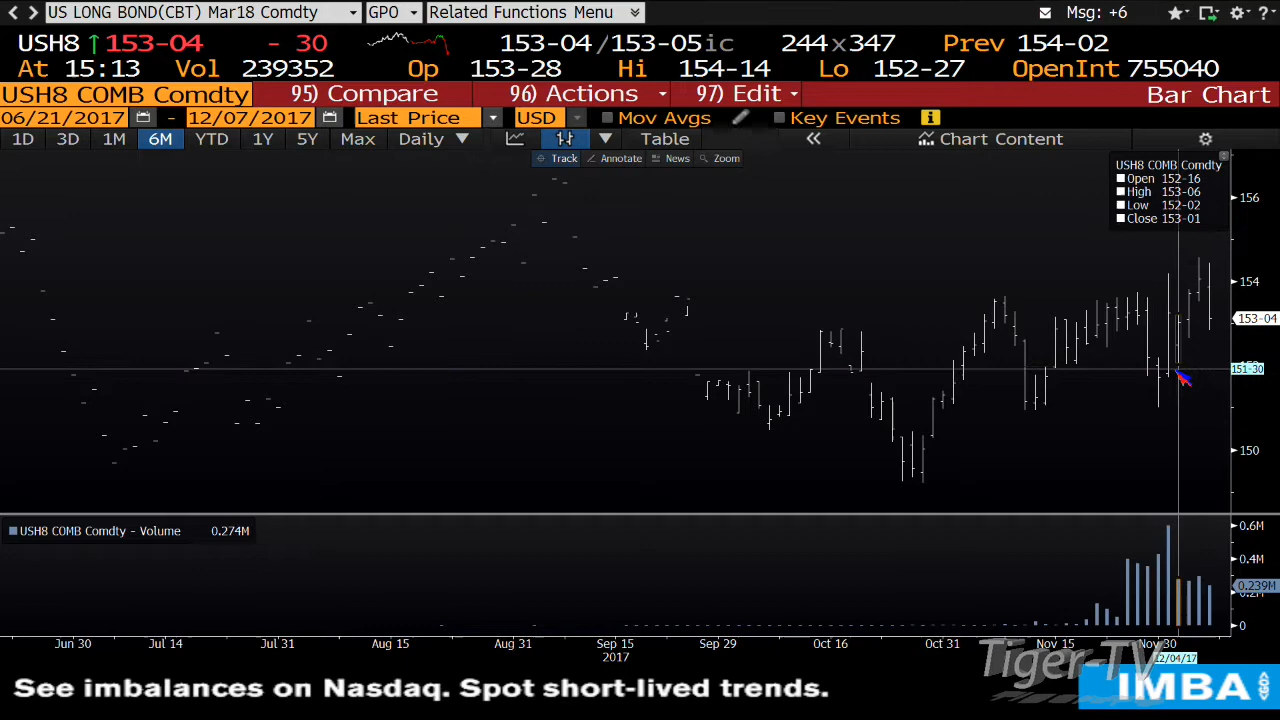 US LONG BOND(CBT) Mar18 Comdty GPO Related Functions Menu Msg: +6
USH8 153-04 - 30 153-04/153-05ic 244x347 Prev 154-02
At 15:13 Vol 239352 Op 153-28 Hi 154-14 Lo 152-27 OpenInt 755040
USH8 COMB Comdty 95) Compare 96) Actions 97) Edit Bar Chart
06/21/2017 - 12/07/2017 Last Price USD Mov Avgs Key Events
1D 3D 1M 6M YTD 1Y 5Y Max Daily Table Chart Content
Track Annotate News Zoom
USH8 COMB Comdty
Open 152-16
High 153-06
Low 152-02
Close 153-01
156
154
153-04
151-30
150
USH8 COMB Comdty - Volume 0.274M
0.6M
0.4M
0.239M
0
Jun 30 Jul 14 Jul 31 Aug 15 Aug 31 Sep 15 Sep 29 Oct 16 Oct 31 Nov 15 Nov 30
2017 12/04/17
Tiger-TV
See imbalances on Nasdaq. Spot short-lived trends.
IMBA GO